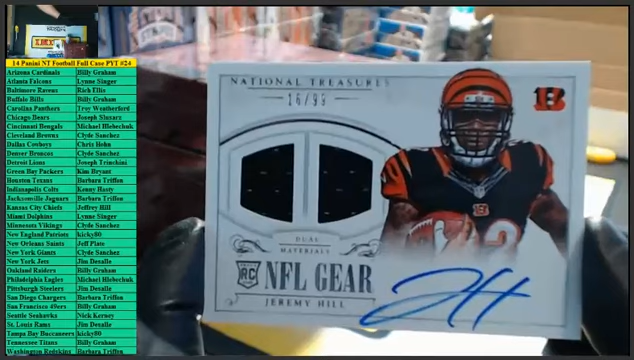 14 Panini NT Football Full Case PYT #24
Arizona Cardinals Billy Graham
Atlanta Falcons Lynne Singer
Baltimore Ravens Rich Ellis
Buffalo Bills Billy Graham
Carolina Panthers Troy Weatherford
Chicago Bears Joseph Slusarz
Cincinnati Bengals Michael Hlebechuk
Cleveland Browns Clyde Sanchez
Dallas Cowboys Chris Hohn
Denver Broncos Clyde Sanchez
Detroit Lions Joseph Trinchini
Green Bay Packers Kim Bryant
Houston Texans Barbara Triffon
Indianapolis Colts Kenny Hasty
Jacksonville Jaguars Barbara Triffon
Kansas City Chiefs Jeffrey Hill
Miami Dolphins Lynne Singer
Minnesota Vikings Clyde Sanchez
New England Patriots kicky80
New Orleans Saints Jeff Plate
New York Giants Clyde Sanchez
New York Jets Jim Desalle
Oakland Raiders Billy Graham
Philadelphia Eagles Michael Hlebechuk
Pittsburgh Steelers Jim Desalle
San Diego Chargers Barbara Triffon
San Francisco 49ers Billy Graham
Seattle Seahawks Nick Kerney
St. Louis Rams Jim Desalle
Tampa Bay Buccaneers kicky80
Tennessee Titans Billy Graham
Washington Redskins Barbara Triffon
NATIONAL TREASURES
16/99
B
DUAL
MATERIALS
RC NFL GEAR
JEREMY HILL